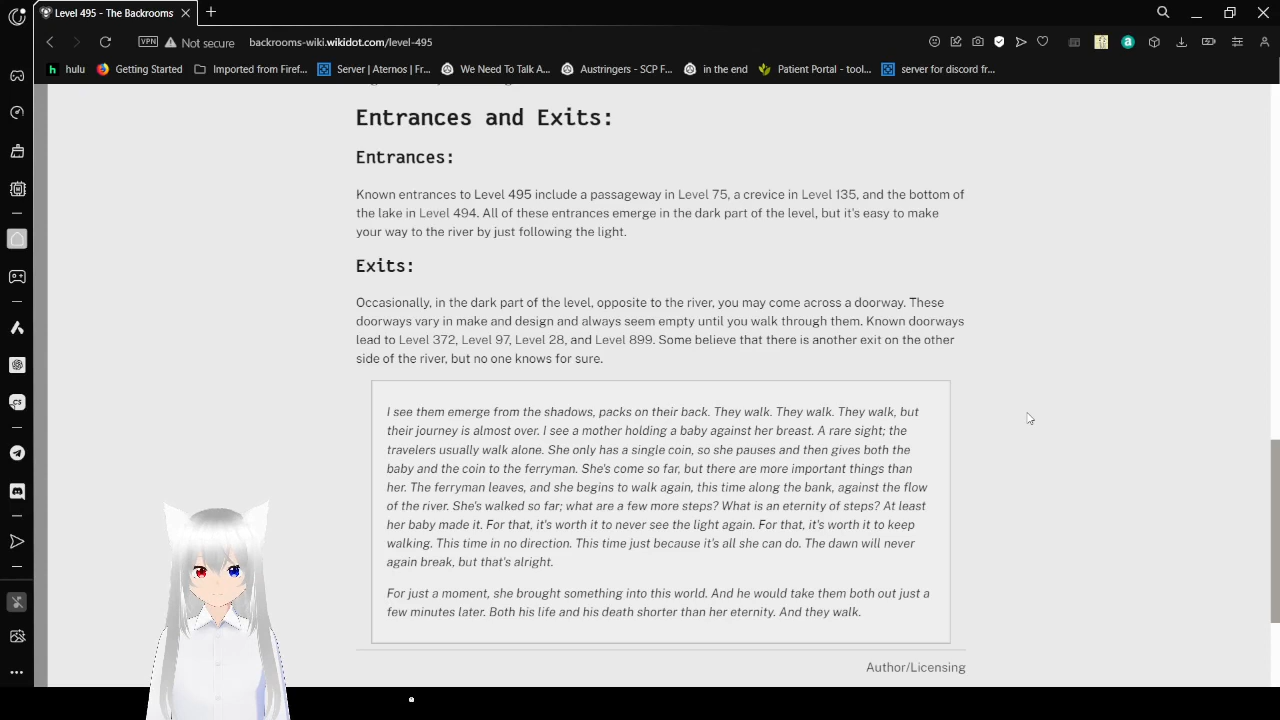 Level 495 - The Backrooms
VPN Not secure backrooms-wiki.wikidot.com/level-495
hulu Getting Started Imported from Firef... Server | Aternos | Fr... We Need To Talk A... Austringers - SCP F... in the end Patient Portal - tool... server for discord fr...
Entrances and Exits:
Entrances:
Known entrances to Level 495 include a passageway in Level 75, a crevice in Level 135, and the bottom of
the lake in Level 494. All of these entrances emerge in the dark part of the level, but it's easy to make
your way to the river by just following the light.
Exits:
Occasionally, in the dark part of the level, opposite to the river, you may come across a doorway. These
doorways vary in make and design and always seem empty until you walk through them. Known doorways
lead to Level 372, Level 97, Level 28, and Level 899. Some believe that there is another exit on the other
side of the river, but no one knows for sure.
I see them emerge from the shadows, packs on their back. They walk. They walk. They walk, but
their journey is almost over. I see a mother holding a baby against her breast. A rare sight; the
travelers usually walk alone. She only has a single coin, so she pauses and then gives both the
baby and the coin to the ferryman. She's come so far, but there are more important things than
her. The ferryman leaves, and she begins to walk again, this time along the bank, against the flow
of the river. She's walked so far; what are a few more steps? What is an eternity of steps? At least
her baby made it. For that, it's worth it to never see the light again. For that, it's worth it to keep
walking. This time in no direction. This time just because it's all she can do. The dawn will never
again break, but that's alright.
For just a moment, she brought something into this world. And he would take them both out just a
few minutes later. Both his life and his death shorter than her eternity. And they walk.
Author/Licensing